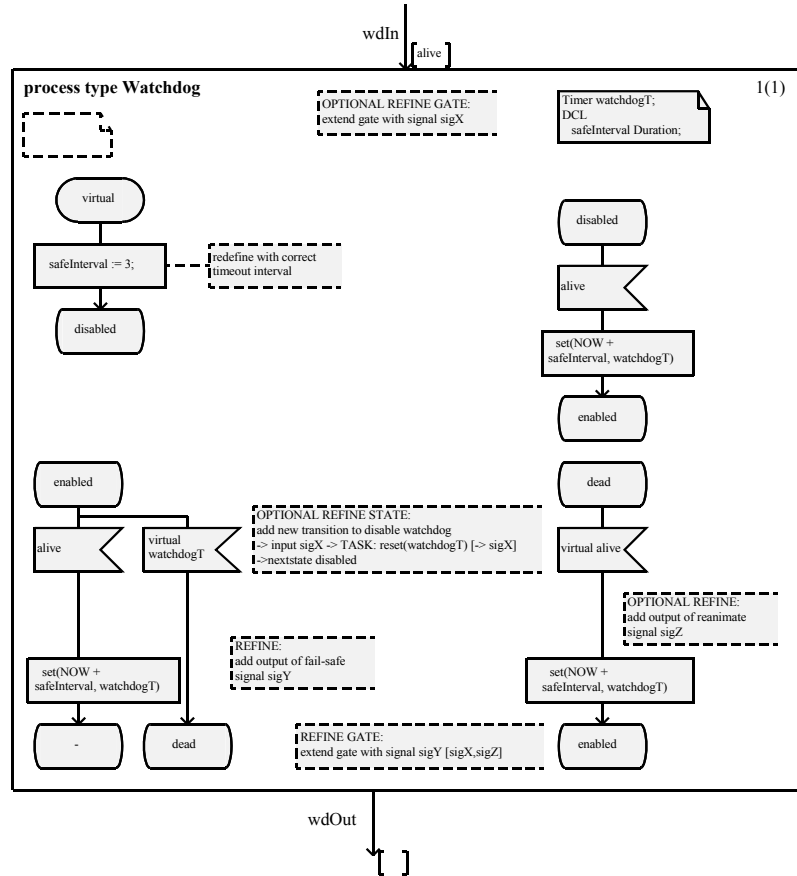 wdIn
[alive]
process type Watchdog
1(1)
OPTIONAL REFINE GATE:
extend gate with signal sigX
Timer watchdogT;
DCL
safeInterval Duration;
virtual
safeInterval := 3;
redefine with correct
timeout interval
disabled
disabled
alive
set(NOW +
safeInterval, watchdogT)
enabled
enabled
alive
virtual
watchdogT
OPTIONAL REFINE STATE:
add new transition to disable watchdog
-> input sigX -> TASK: reset(watchdogT) [-> sigX]
->nextstate disabled
REFINE:
add output of fail-safe
signal sigY
set(NOW +
safeInterval, watchdogT)
-
dead
REFINE GATE:
extend gate with signal sigY [sigX,sigZ]
dead
virtual alive
OPTIONAL REFINE:
add output of reanimate
signal sigZ
set(NOW +
safeInterval, watchdogT)
enabled
wdOut
[ ]